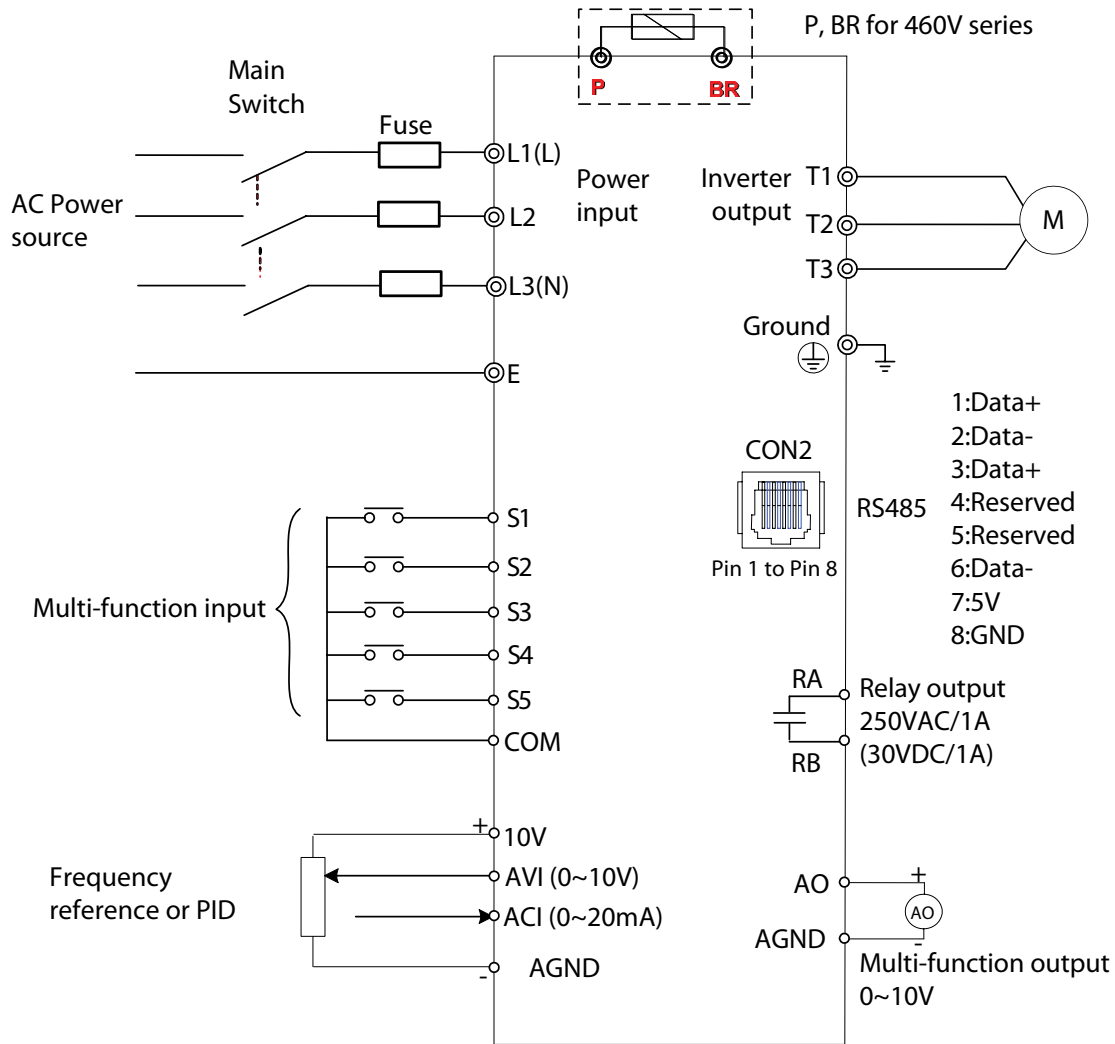 P, BR for 460V series
P
BR
Main
Switch
Fuse
L1(L)
Power
input
Inverter
output
T1
AC Power
source
L2
T2
M
L3(N)
T3
Ground
E
CON2
RS485
Pin 1 to Pin 8
1:Data+
2:Data-
3:Data+
4:Reserved
5:Reserved
6:Data-
7:5V
8:GND
Multi-function input
S1
S2
S3
S4
S5
COM
RA
RB
Relay output
250VAC/1A
(30VDC/1A)
+
10V
Frequency
reference or PID
AVI (0~10V)
ACI (0~20mA)
-
AGND
AO
+
AO
AGND
-
Multi-function output
0~10V